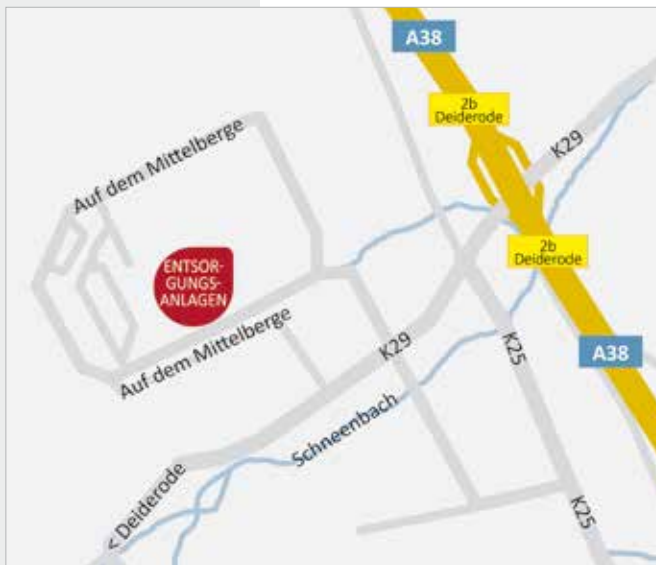 A38
2b
Deiderode
K29
Auf dem Mittelberge
2b
Deiderode
ENTSOR-
GUNGS-
ANLAGEN
Auf dem Mittelberge
K29
K25
A38
Schneenbach
< Deiderode
K25